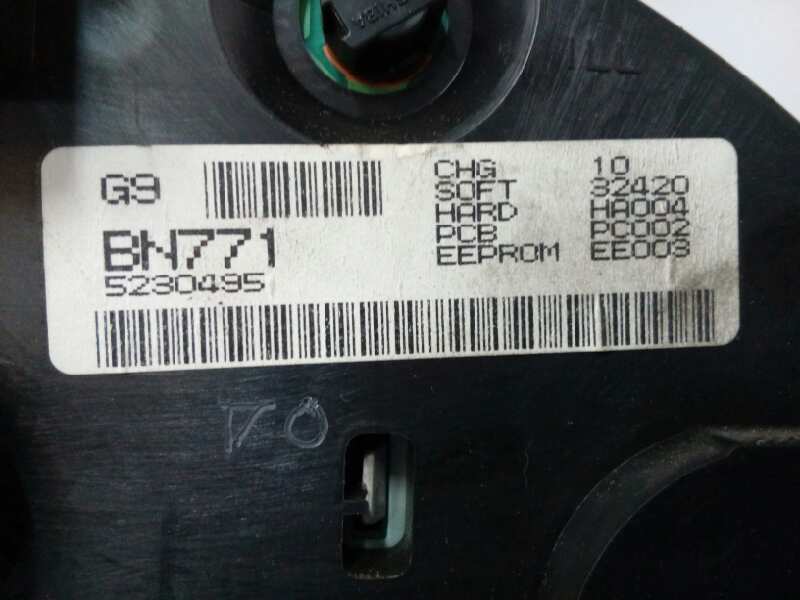 G9
BN771
5230495
CHG 10
SOFT 32420
HARD HA004
PCB PC002
EEPROM EE003